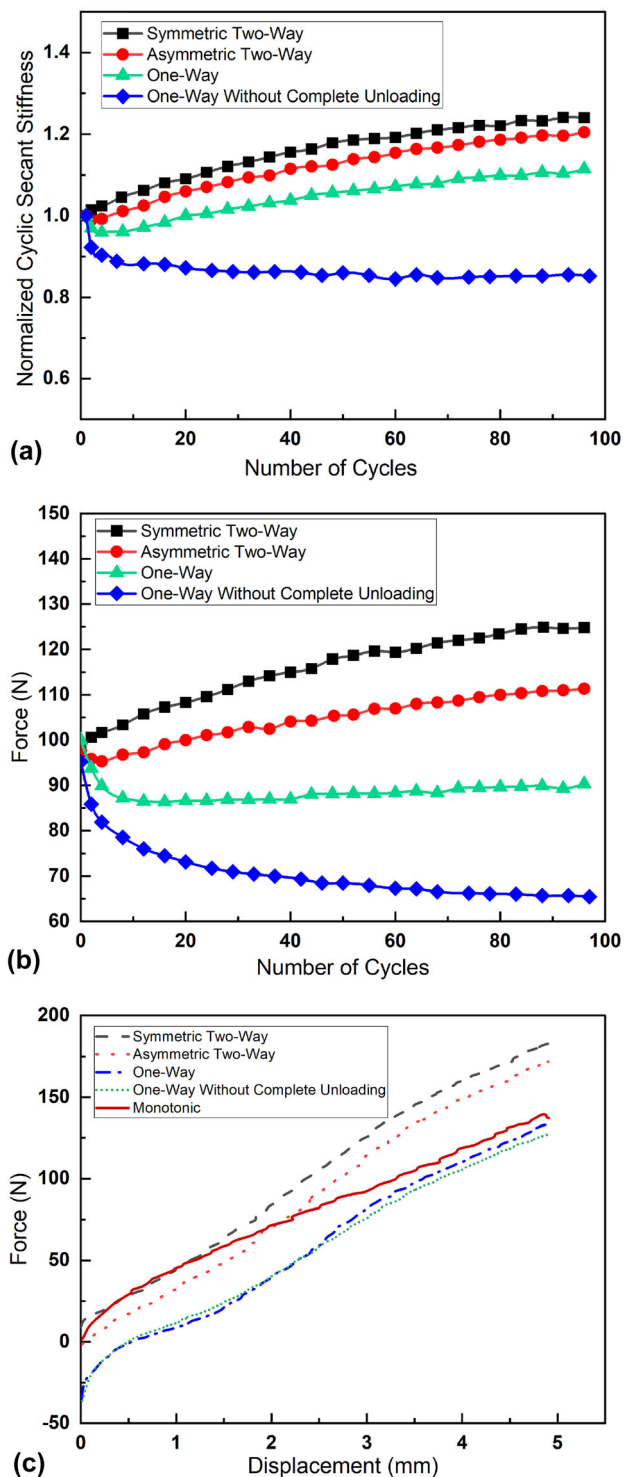 Symmetric Two-Way
Asymmetric Two-Way
One-Way
One-Way Without Complete Unloading
1.4
1.2
1.0
0.8
0.6
Normalized Cyclic Secant Stiffness
0 20 40 60 80 100
(a)
Number of Cycles
150
140
130
120
110
100
90
80
70
60
Symmetric Two-Way
Asymmetric Two-Way
One-Way
One-Way Without Complete Unloading
Force (N)
0 20 40 60 80 100
(b)
Number of Cycles
200
150
100
50
0
-50
Symmetric Two-Way
Asymmetric Two-Way
One-Way
One-Way Without Complete Unloading
Monotonic
Force (N)
0 1 2 3 4 5
(c)
Displacement (mm)